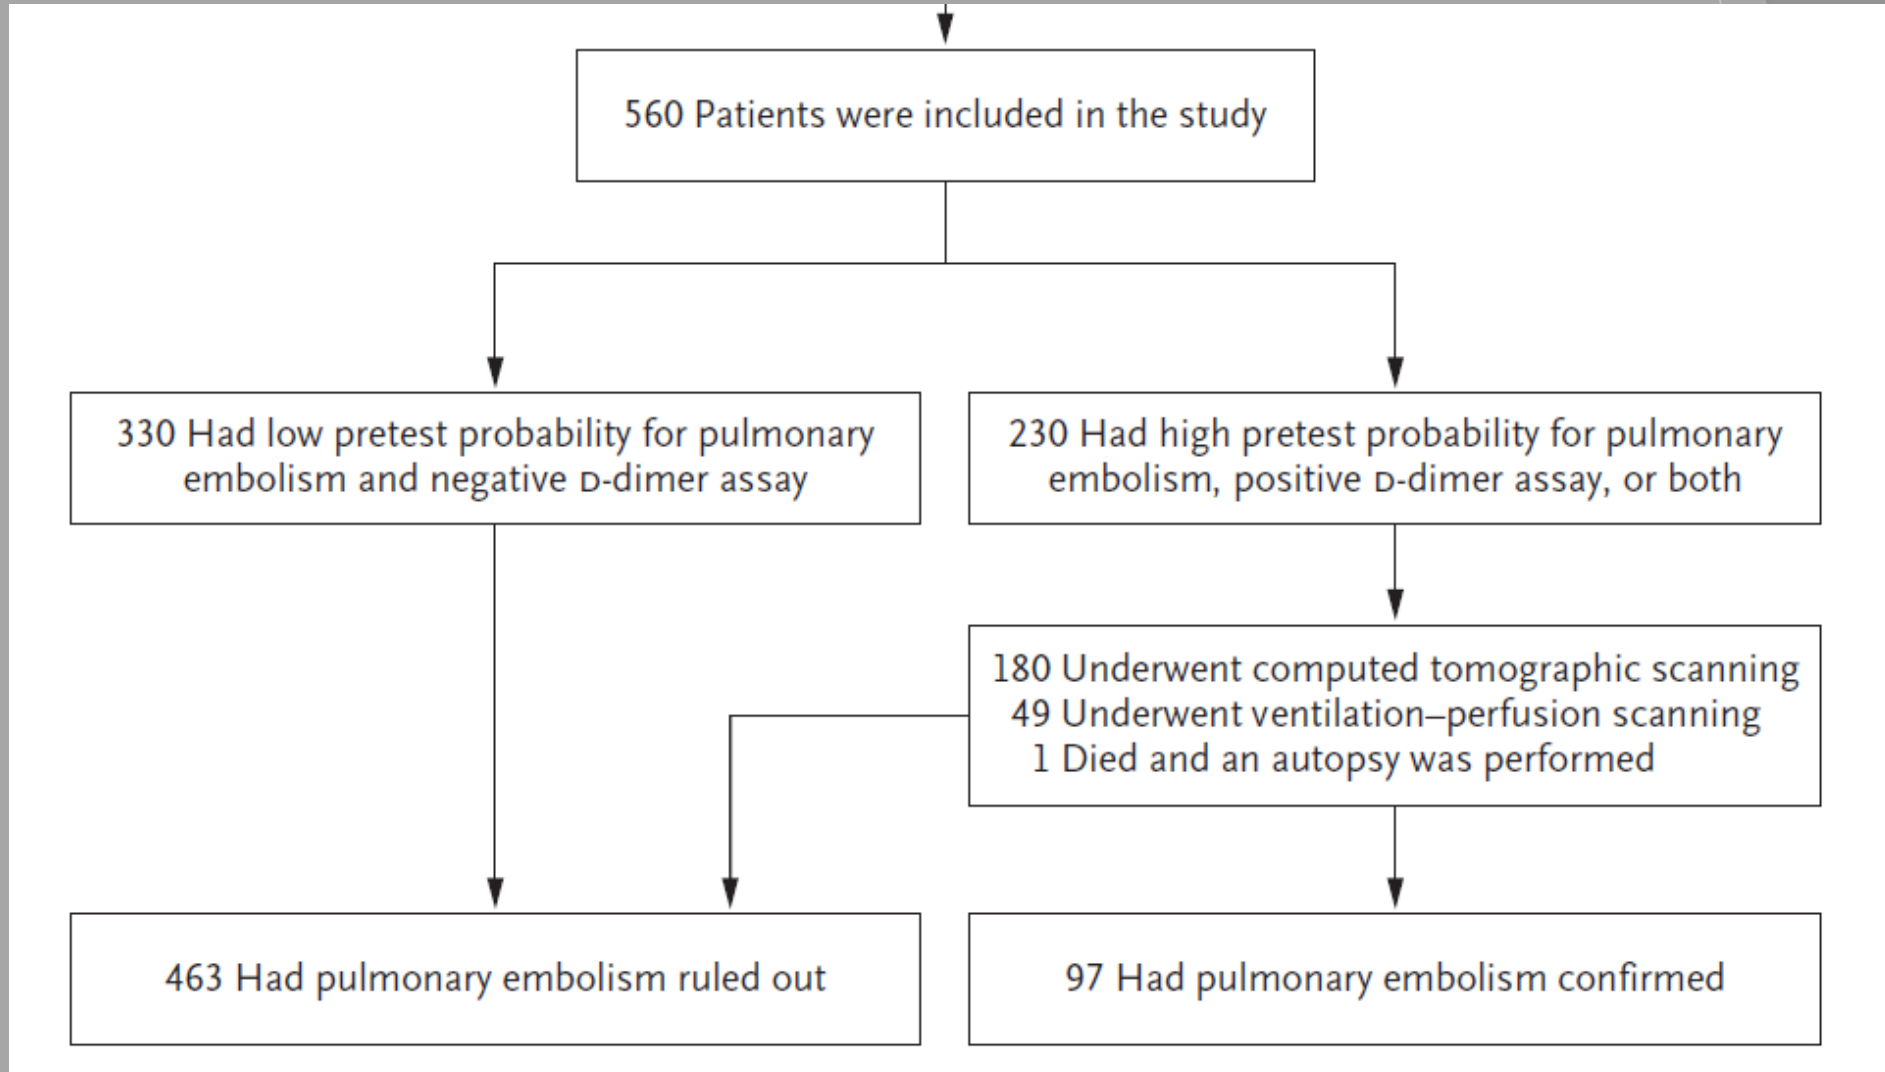 560 Patients were included in the study
330 Had low pretest probability for pulmonary
embolism and negative D-dimer assay
230 Had high pretest probability for pulmonary
embolism, positive D-dimer assay, or both
180 Underwent computed tomographic scanning
49 Underwent ventilation–perfusion scanning
1 Died and an autopsy was performed
463 Had pulmonary embolism ruled out
97 Had pulmonary embolism confirmed